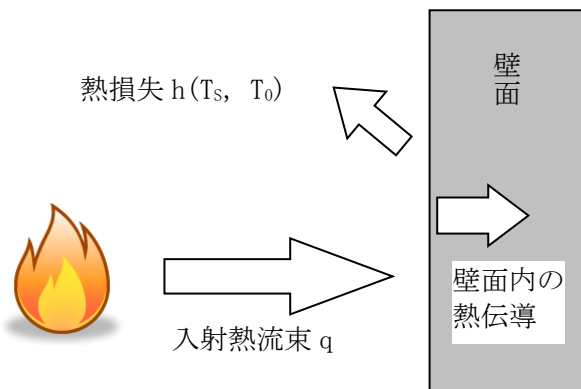 熱損失 h(Ts, T0)
壁
面
入射熱流束 q
壁面内の
熱伝導